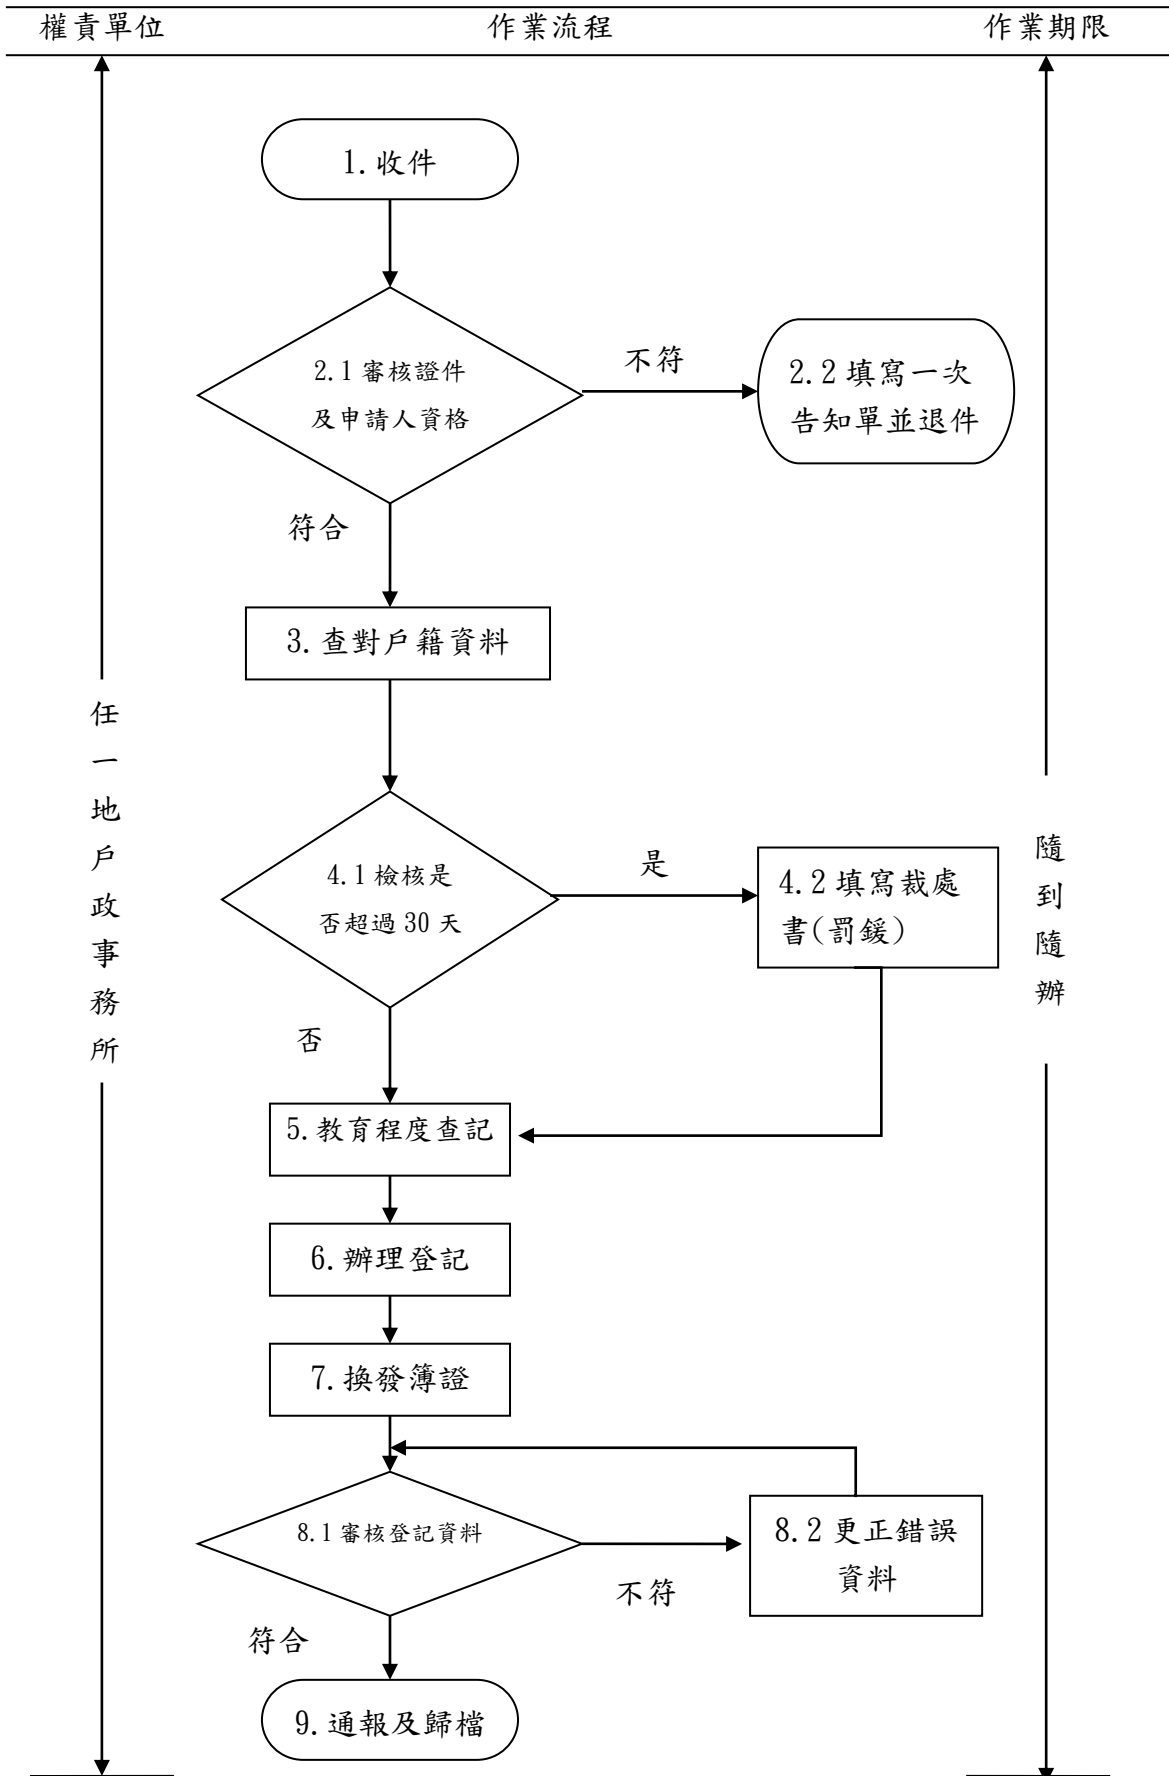 權責單位
作業流程
作業期限
1.收件
2.1審核證件
及申請人資格
不符
2.2填寫一次
告知單並退件
符合
3.查對戶籍資料
任一地戶政事務所
4.1檢核是
否超過30天
是
4.2填寫裁處
書(罰鍰)
隨到隨辦
否
5.教育程度查記
6.辦理登記
7.換發簿證
8.1審核登記資料
不符
8.2更正錯誤
資料
符合
9.通報及歸檔